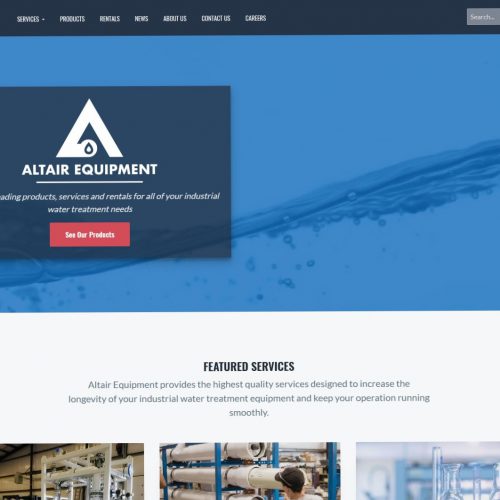 SERVICES PRODUCTS RENTALS NEWS ABOUT US CONTACT US CAREERS Search...
ALTAIR EQUIPMENT
products, services and rentals for all of your industrial
water treatment needs
See Our Products
FEATURED SERVICES
Altair Equipment provides the highest quality services designed to increase the
longevity of your industrial water treatment equipment and keep your operation running
smoothly.